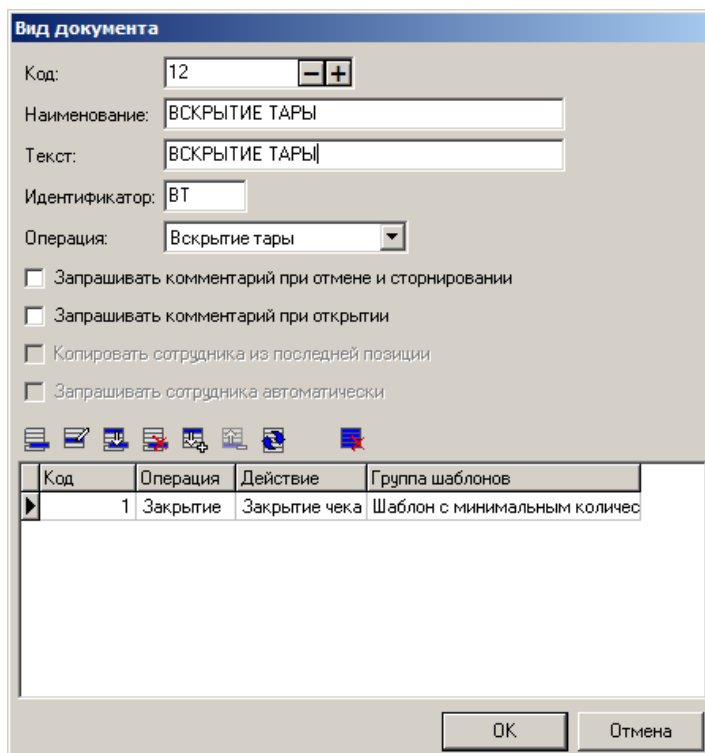 Вид документа
Код: 12
Наименование: ВСКРЫТИЕ ТАРЫ
Текст: ВСКРЫТИЕ ТАРЫ
Идентификатор: ВТ
Операция: Вскрытие тары
Запрашивать комментарий при отмене и сторнировании
Запрашивать комментарий при открытии
Копировать сотрудника из последней позиции
Запрашивать сотрудника автоматически
Код Операция Действие Группа шаблонов
1 Закрытие Закрытие чека Шаблон с минимальным количес
ОК Отмена